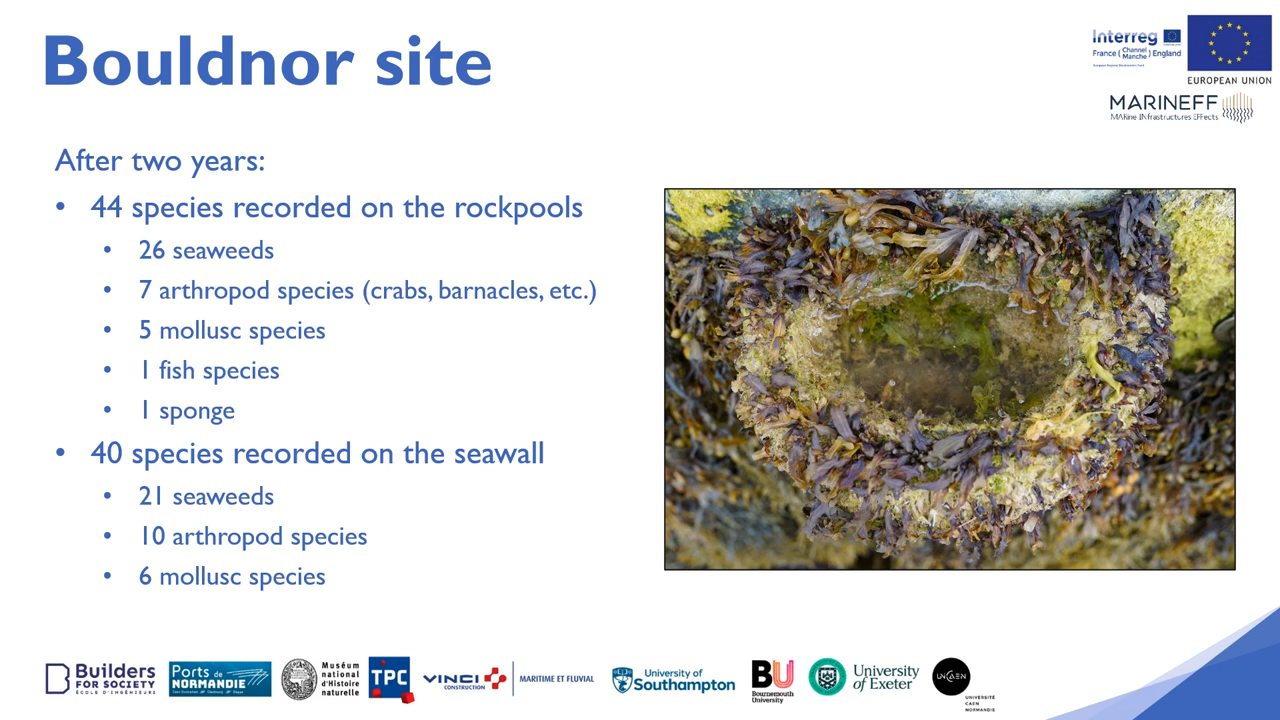 Bouldnor site
Interreg
France ( Channel Manche ) England
European Regional Development Fund
EUROPEAN UNION
MARINEFF
MARine INfrastructures EFFects
After two years:
• 44 species recorded on the rockpools
• 26 seaweeds
• 7 arthropod species (crabs, barnacles, etc.)
• 5 mollusc species
• 1 fish species
• 1 sponge
• 40 species recorded on the seawall
• 21 seaweeds
• 10 arthropod species
• 6 mollusc species
Builders
FOR SOCIETY
ÉCOLE D'INGÉNIEURS
Ports de
NORMANDIE
Muséum
national
d'Histoire
naturelle
TPC
VINCI
CONSTRUCTION
MARITIME ET FLUVIAL
University of
Southampton
BU
Bournemouth
University
University
of Exeter
UNICAEN
UNIVERSITÉ
CAEN
NORMANDIE